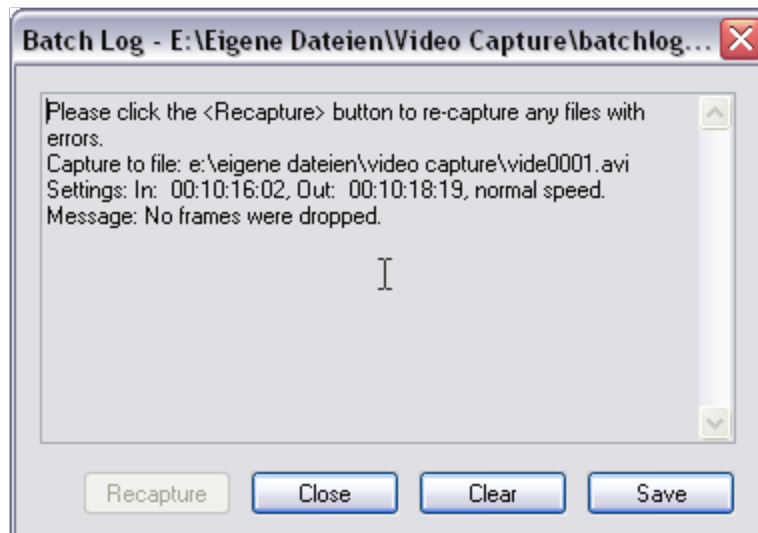 Batch Log - E:\Eigene Dateien\Video Capture\batchlog...
Please click the <Recapture> button to re-capture any files with
errors.
Capture to file: e:\eigene dateien\video capture\vide0001.avi
Settings: In:  00:10:16:02, Out:  00:10:18:19, normal speed.
Message: No frames were dropped.
Recapture
Close
Clear
Save